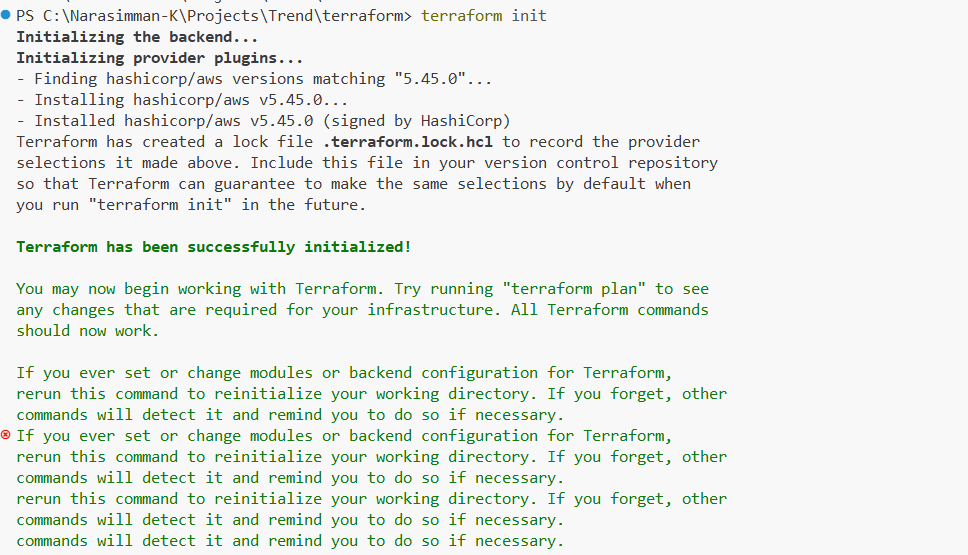 PS C:\Narasimman-K\Projects\Trend\terraform> terraform init
Initializing the backend...
Initializing provider plugins...
- Finding hashicorp/aws versions matching "5.45.0"...
- Installing hashicorp/aws v5.45.0...
- Installed hashicorp/aws v5.45.0 (signed by HashiCorp)
Terraform has created a lock file .terraform.lock.hcl to record the provider
selections it made above. Include this file in your version control repository
so that Terraform can guarantee to make the same selections by default when
you run "terraform init" in the future.
Terraform has been successfully initialized!
You may now begin working with Terraform. Try running "terraform plan" to see
any changes that are required for your infrastructure. All Terraform commands
should now work.
If you ever set or change modules or backend configuration for Terraform,
rerun this command to reinitialize your working directory. If you forget, other
commands will detect it and remind you to do so if necessary.
If you ever set or change modules or backend configuration for Terraform,
rerun this command to reinitialize your working directory. If you forget, other
commands will detect it and remind you to do so if necessary.
rerun this command to reinitialize your working directory. If you forget, other
commands will detect it and remind you to do so if necessary.
commands will detect it and remind you to do so if necessary.